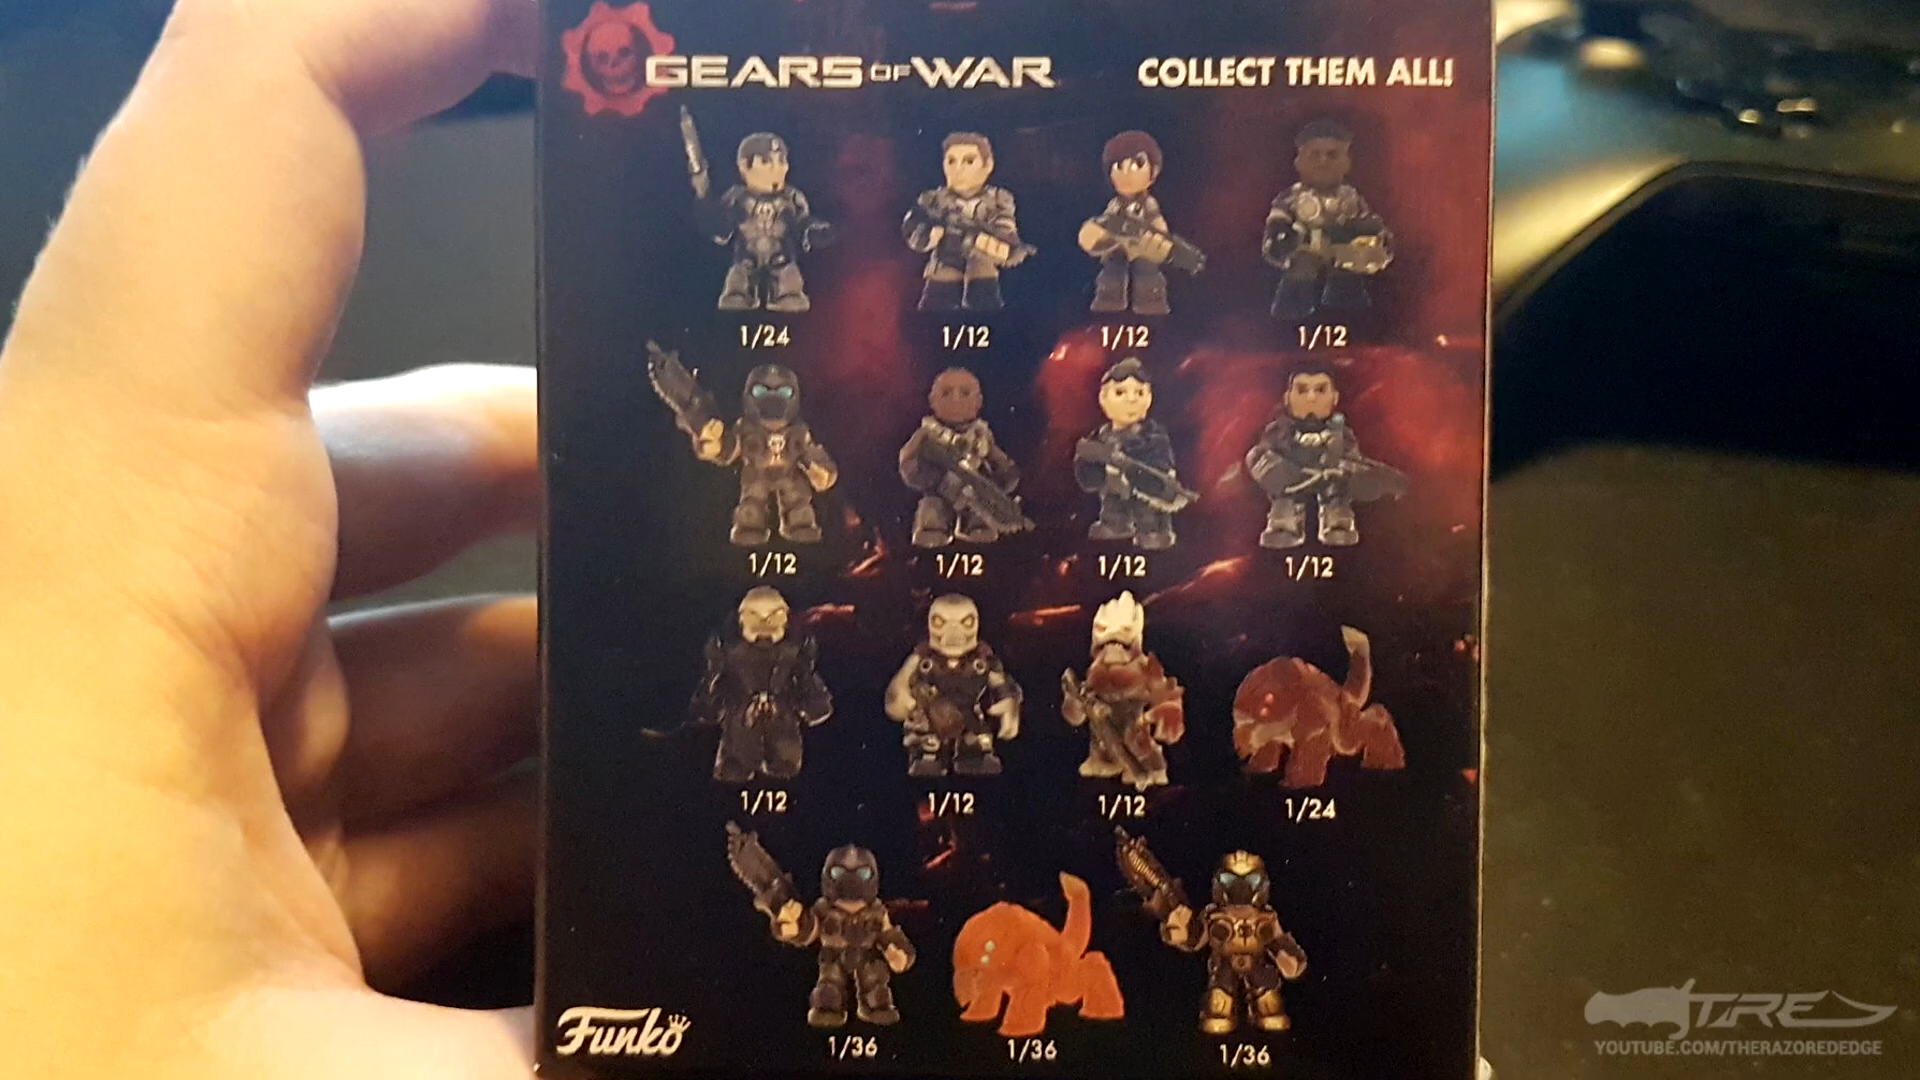 GEARS OF WAR
COLLECT THEM ALL!
1/24 1/12 1/12 1/12
1/12 1/12 1/12 1/12
1/12 1/12 1/12 1/24
1/36 1/36 1/36
Funko
TRE
YOUTUBE.COM/THERAZOREDEDGE